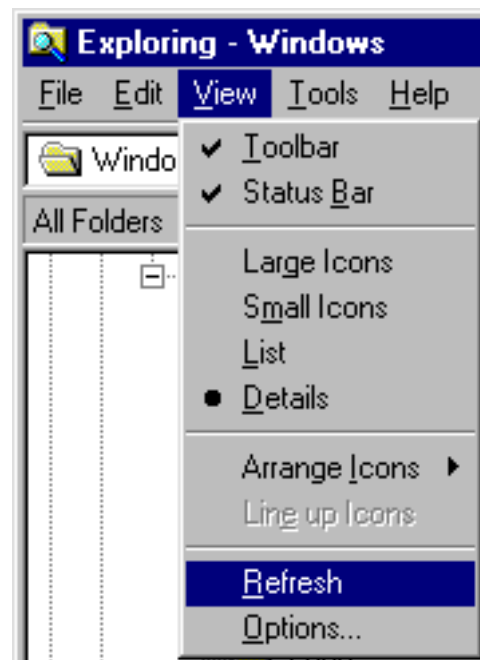 Exploring - Windows
File Edit View Tools Help
Windo
Toolbar
Status Bar
All Folders
Large Icons
Small Icons
List
Details
Arrange Icons
Line up Icons
Refresh
Options...